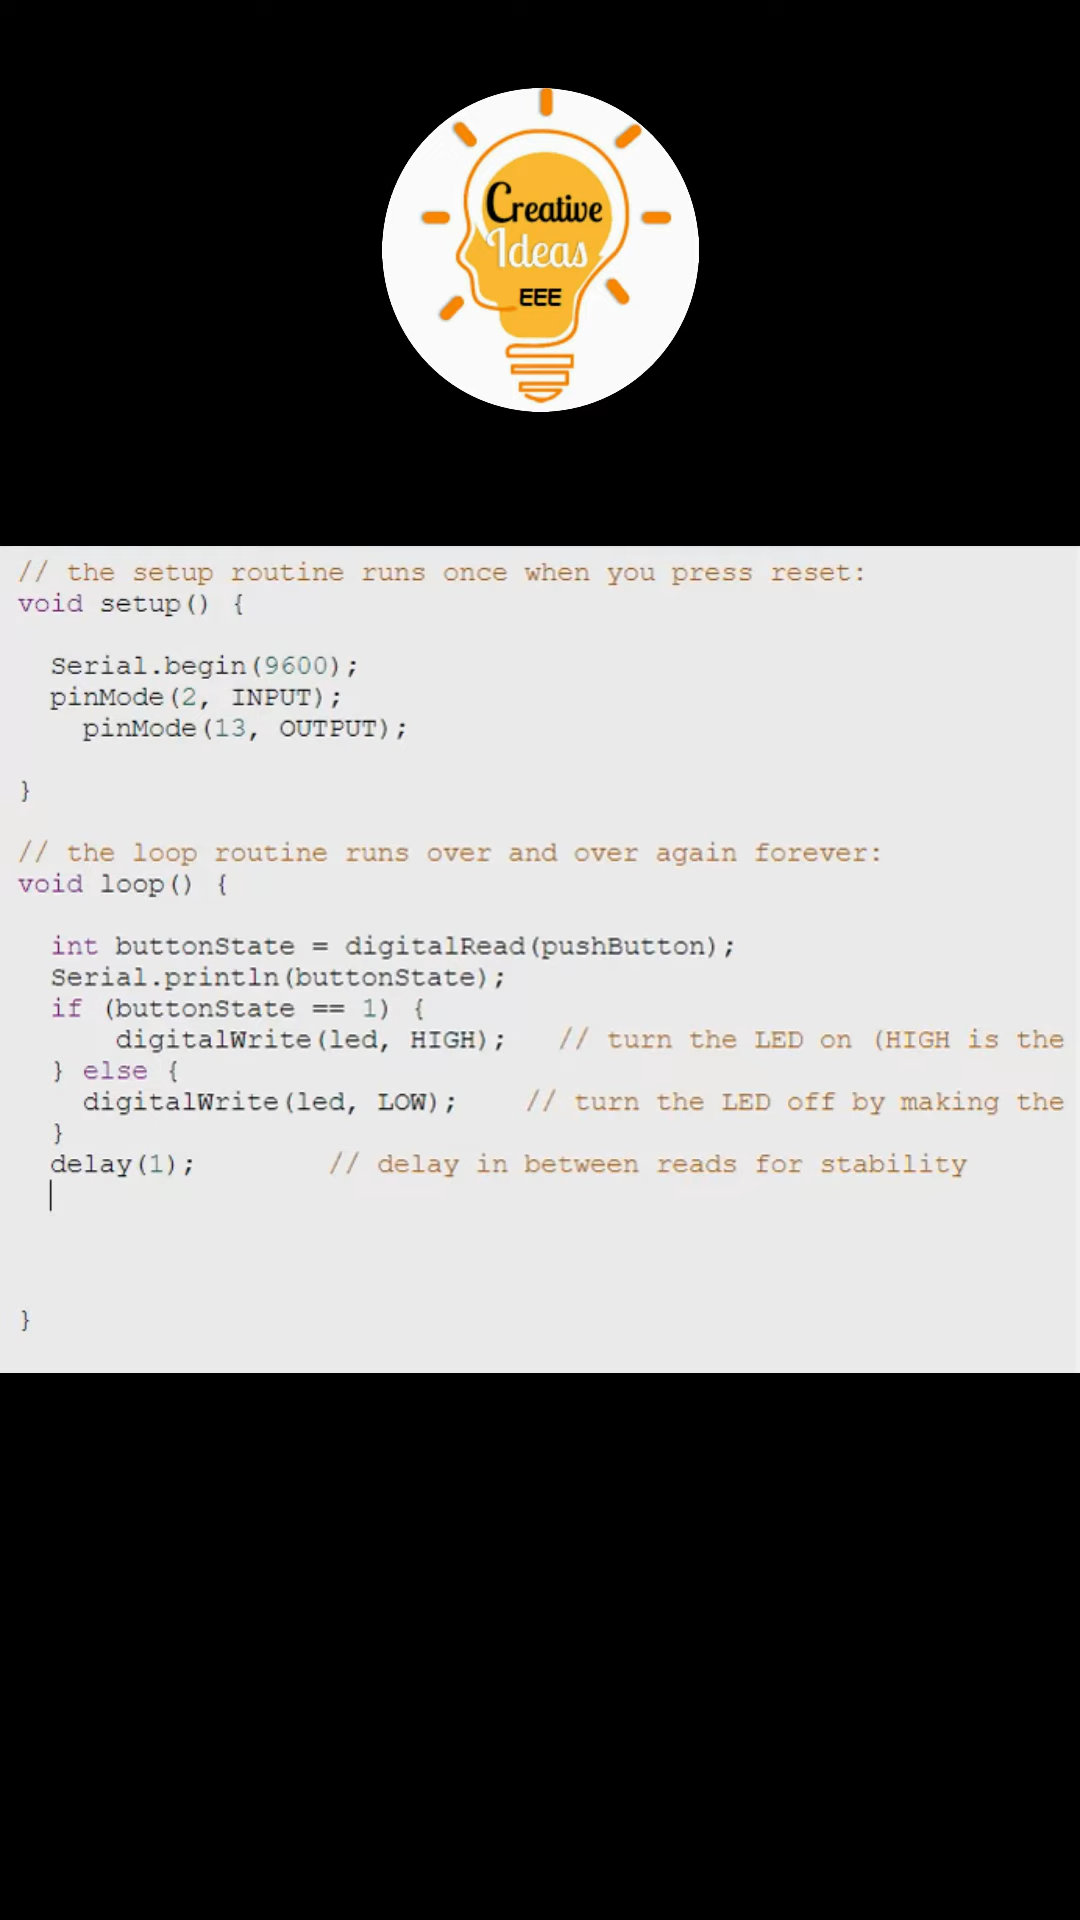 Creative
Ideas
EEE
// the setup routine runs once when you press reset:
void setup() {
Serial.begin(9600);
pinMode(2, INPUT);
pinMode(13, OUTPUT);
}
// the loop routine runs over and over again forever:
void loop() {
int buttonState = digitalRead(pushButton);
Serial.println(buttonState);
if (buttonState == 1) {
digitalWrite(led, HIGH);   // turn the LED on (HIGH is the
} else {
digitalWrite(led, LOW);    // turn the LED off by making the
}
delay(1);        // delay in between reads for stability
}